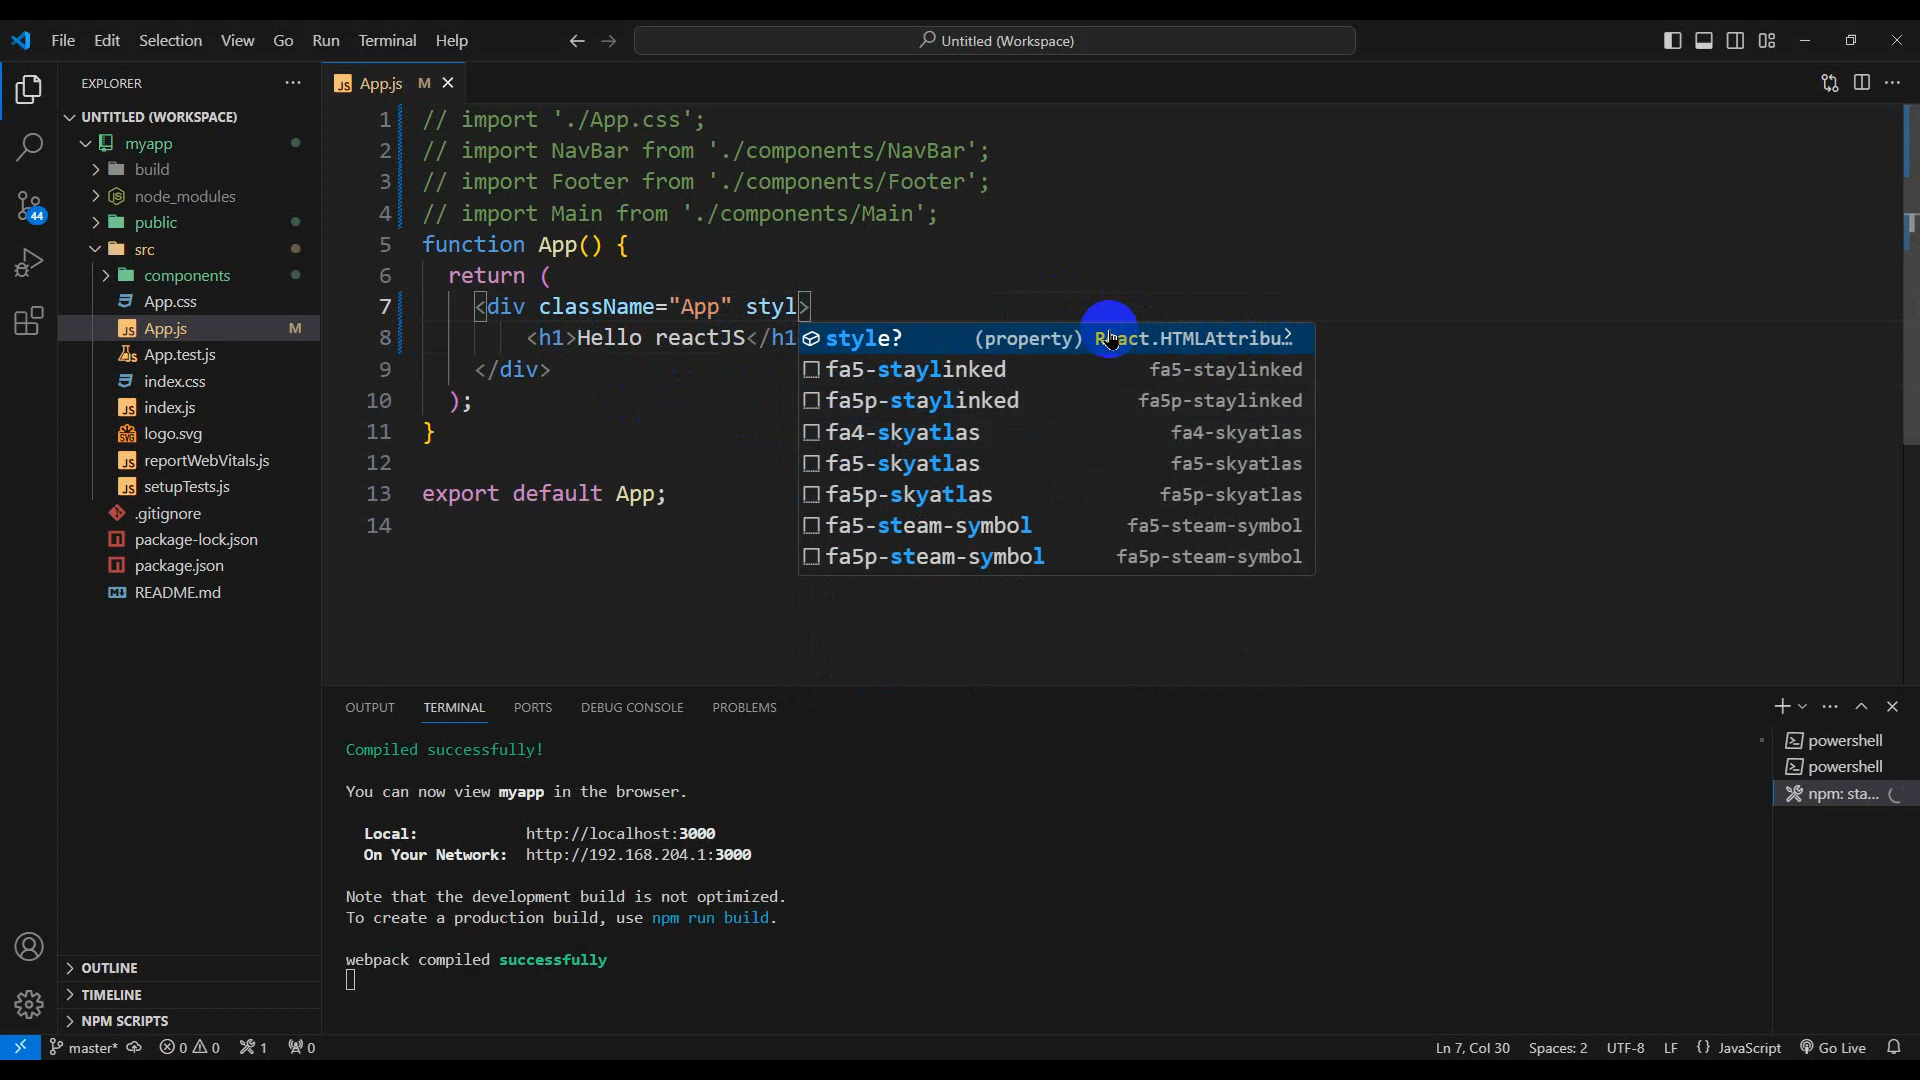 File Edit Selection View Go Run Terminal Help
Untitled (Workspace)
EXPLORER
UNTITLED (WORKSPACE)
myapp
build
node_modules
public
src
components
App.css
App.js M
App.test.js
index.css
index.js
logo.svg
reportWebVitals.js
setupTests.js
.gitignore
package-lock.json
package.json
README.md
OUTLINE
TIMELINE
NPM SCRIPTS
44
App.js M
1 // import './App.css';
2 // import NavBar from './components/NavBar';
3 // import Footer from './components/Footer';
4 // import Main from './components/Main';
5 function App() {
6 return (
7 <div className="App" styl>
8 <h1>Hello reactJS</h1
9 </div>
10 );
11 }
12
13 export default App;
14
style? (property) React.HTMLAttribu…
fa5-staylinked fa5-staylinked
fa5p-staylinked fa5p-staylinked
fa4-skyatlas fa4-skyatlas
fa5-skyatlas fa5-skyatlas
fa5p-skyatlas fa5p-skyatlas
fa5-steam-symbol fa5-steam-symbol
fa5p-steam-symbol fa5p-steam-symbol
OUTPUT TERMINAL PORTS DEBUG CONSOLE PROBLEMS
Compiled successfully!
You can now view myapp in the browser.
Local: http://localhost:3000
On Your Network: http://192.168.204.1:3000
Note that the development build is not optimized.
To create a production build, use npm run build.
webpack compiled successfully
powershell
powershell
npm: sta...
master* 0 0 1 0
Ln 7, Col 30 Spaces: 2 UTF-8 LF {} JavaScript Go Live